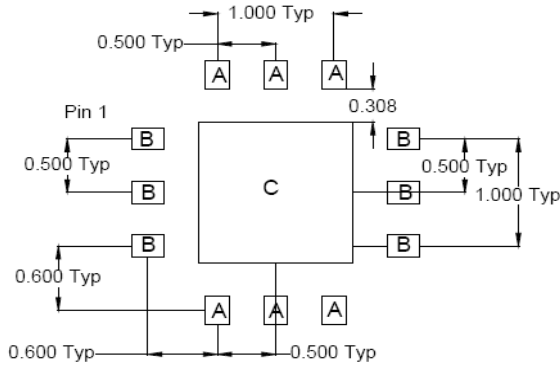 1.000 Typ
0.500 Typ
A A A
0.308
Pin 1
B B
0.500 Typ 0.500 Typ
C
B B
1.000 Typ
B B
0.600 Typ
A A A
0.600 Typ 0.500 Typ